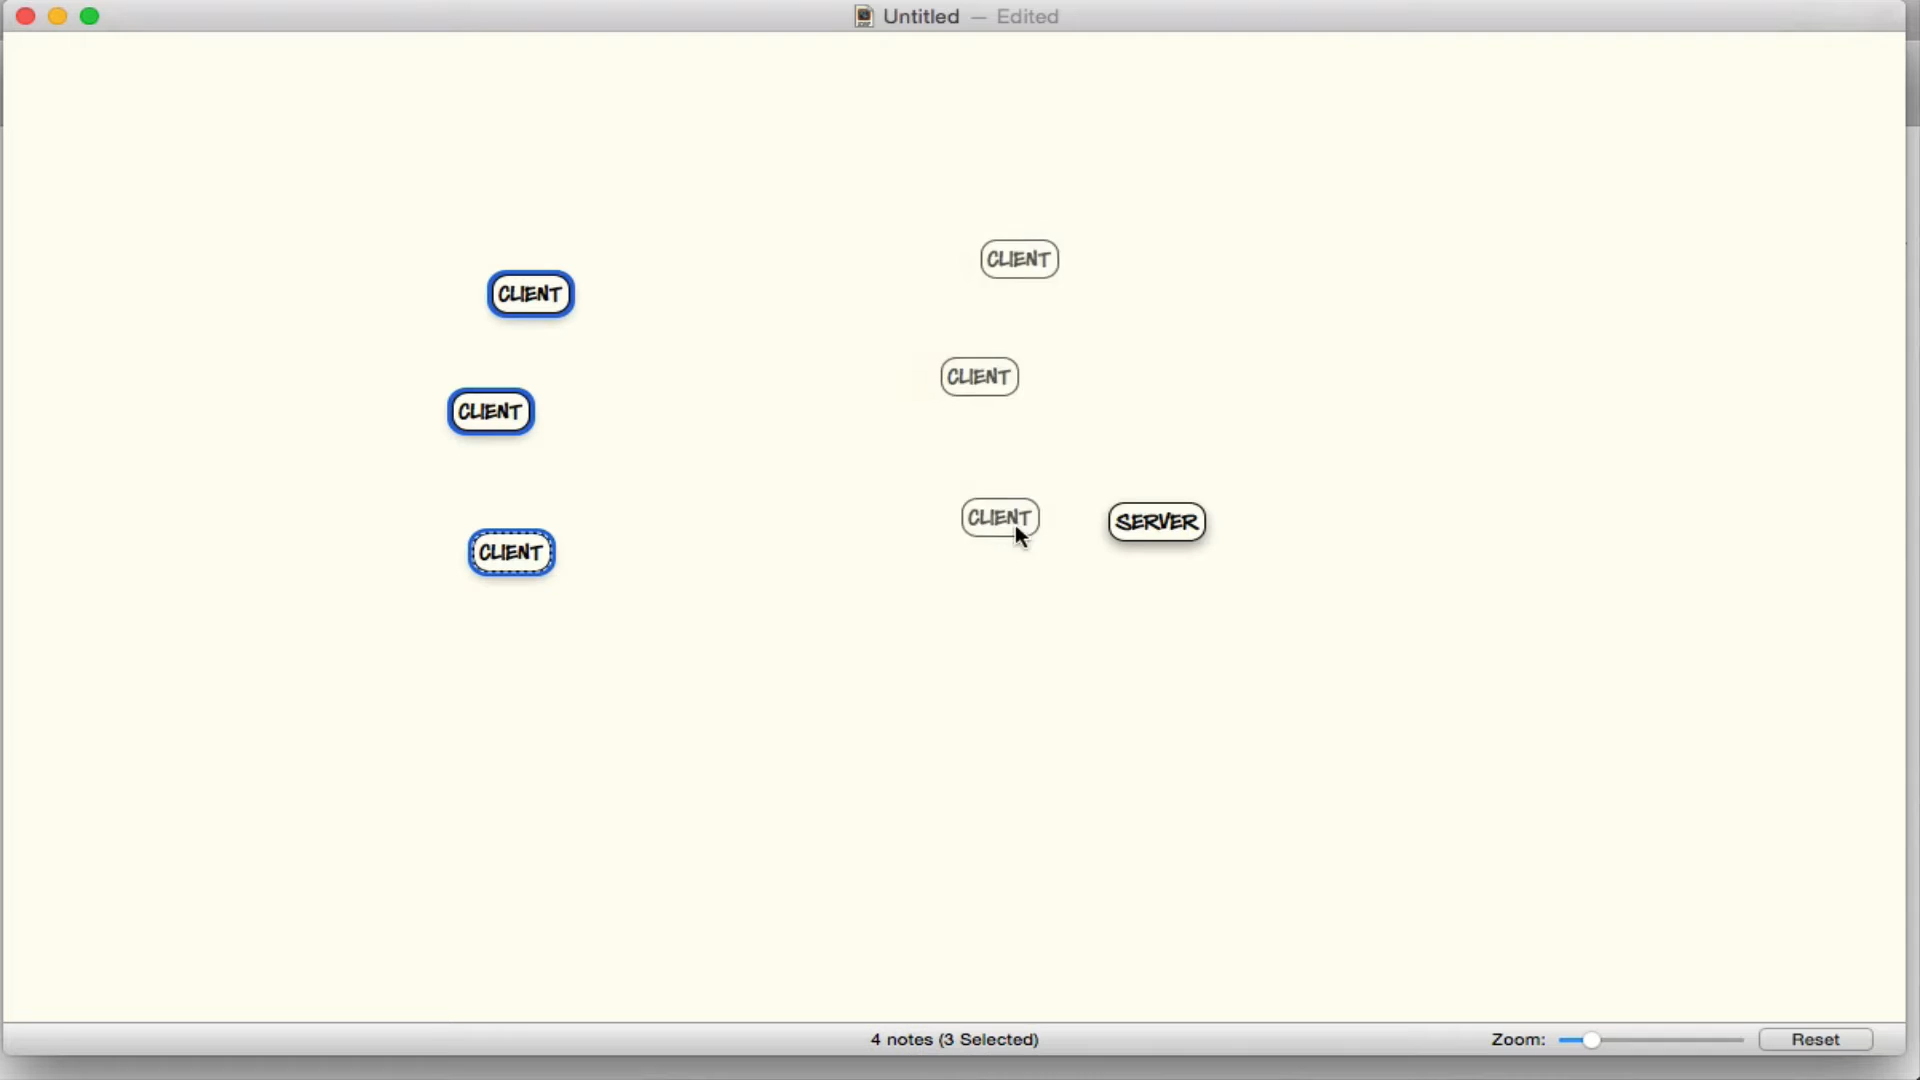 Untitled — Edited
CLIENT
CLIENT
CLIENT
CLIENT
CLIENT
CLIENT
SERVER
4 notes (3 Selected)
Zoom:
Reset